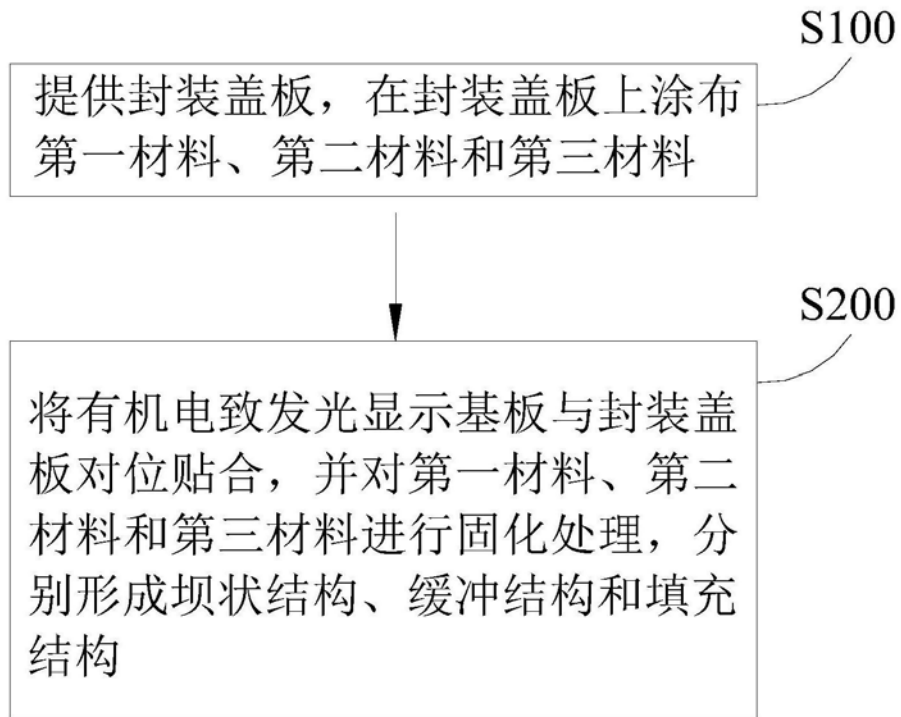 S100
提供封装盖板，在封装盖板上涂布
第一材料、第二材料和第三材料
S200
将有机电致发光显示基板与封装盖
板对位贴合，并对第一材料、第二
材料和第三材料进行固化处理，分
别形成坝状结构、缓冲结构和填充
结构